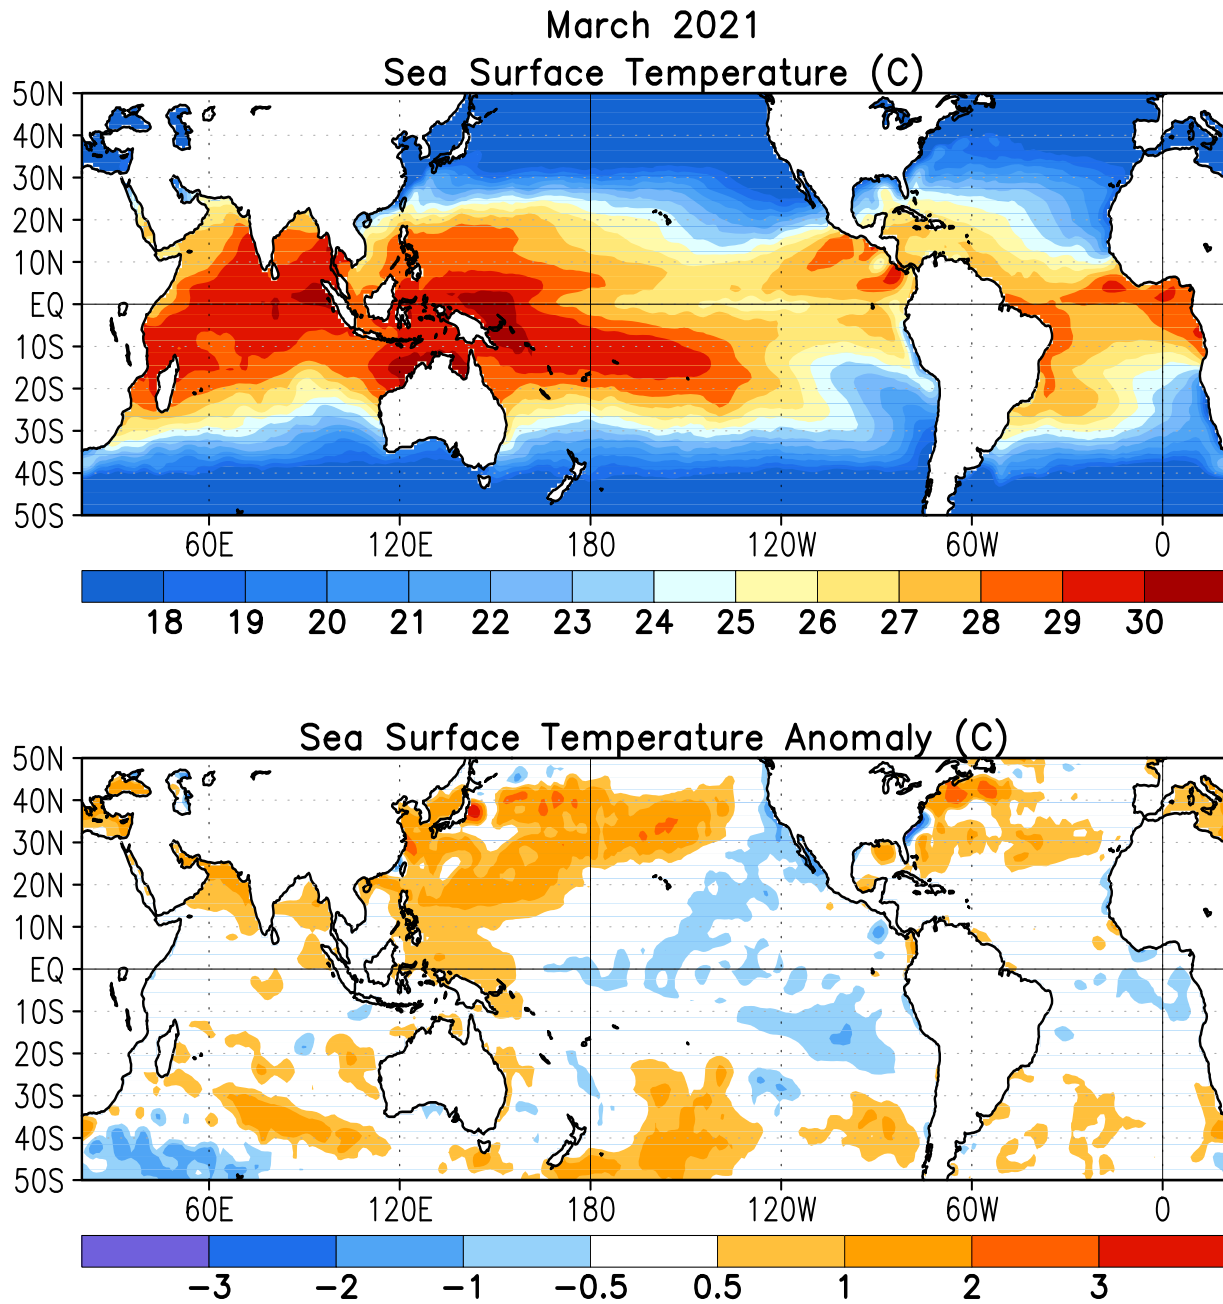 March 2021
Sea Surface Temperature (C)
50N
40N
30N
20N
10N
EQ
10S
20S
30S
40S
50S
60E 120E 180 120W 60W 0
18 19 20 21 22 23 24 25 26 27 28 29 30
Sea Surface Temperature Anomaly (C)
50N
40N
30N
20N
10N
EQ
10S
20S
30S
40S
50S
60E 120E 180 120W 60W 0
−3 −2 −1 −0.5 0.5 1 2 3